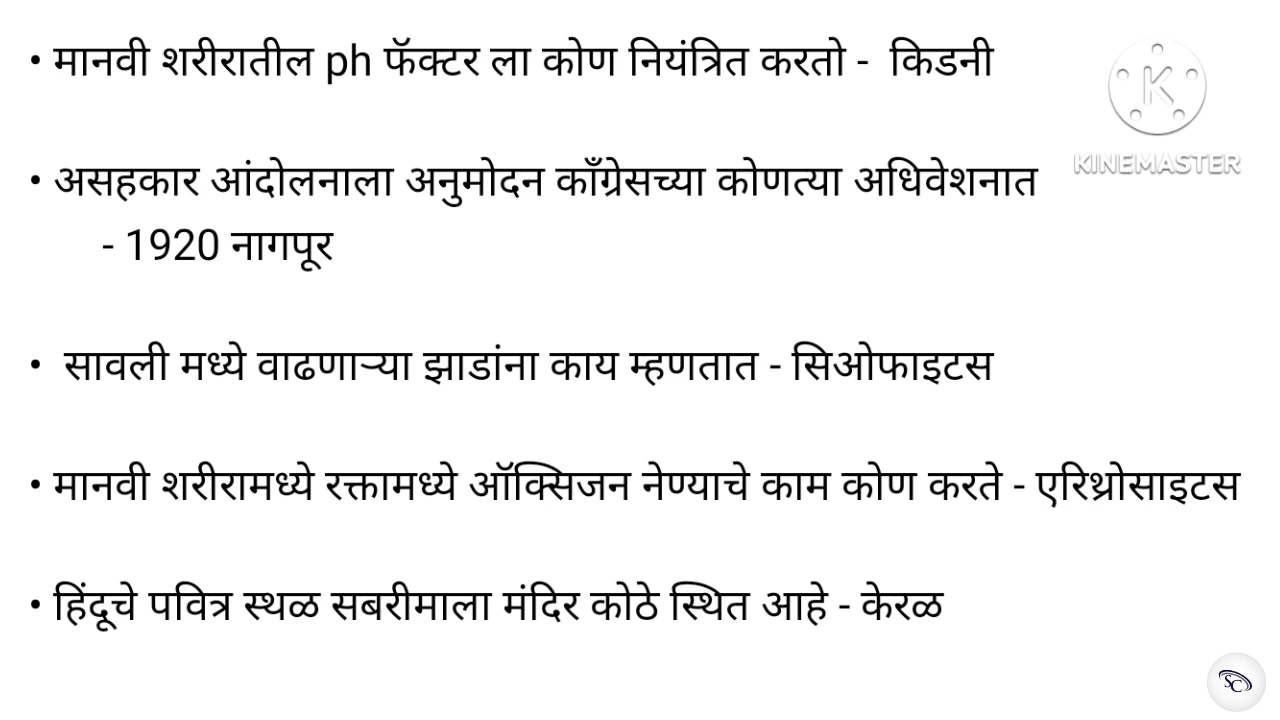 • मानवी शरीरातील ph फॅक्टर ला कोण नियंत्रित करतो - किडनी
KINEMASTER
• असहकार आंदोलनाला अनुमोदन काँग्रेसच्या कोणत्या अधिवेशनात
- 1920 नागपूर
• सावली मध्ये वाढणाऱ्या झाडांना काय म्हणतात - सिओफाइटस
• मानवी शरीरामध्ये रक्तामध्ये ऑक्सिजन नेण्याचे काम कोण करते - एरिथ्रोसाइटस
• हिंदूचे पवित्र स्थळ सबरीमाला मंदिर कोठे स्थित आहे - केरळ
SC